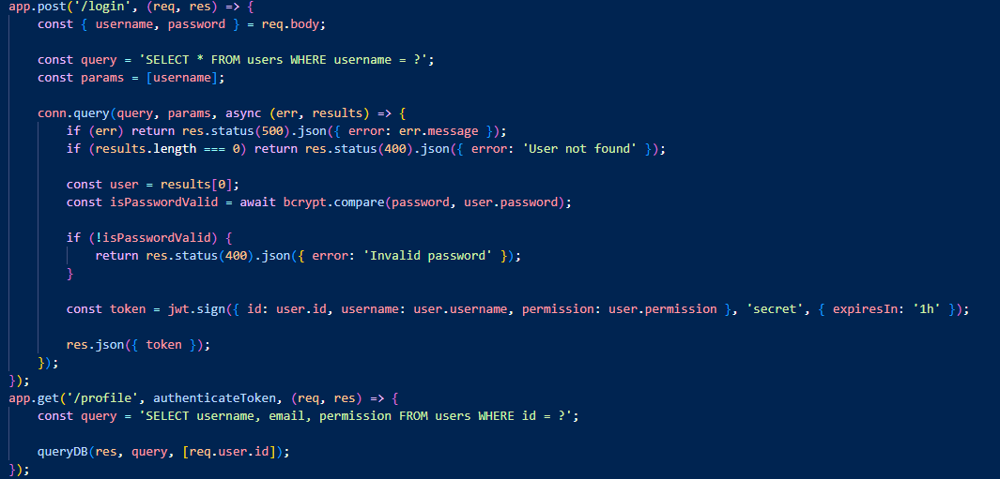 app.post('/login', (req, res) => {
    const { username, password } = req.body;

    const query = 'SELECT * FROM users WHERE username = ?';
    const params = [username];

    conn.query(query, params, async (err, results) => {
        if (err) return res.status(500).json({ error: err.message });
        if (results.length === 0) return res.status(400).json({ error: 'User not found' });

        const user = results[0];
        const isPasswordValid = await bcrypt.compare(password, user.password);

        if (!isPasswordValid) {
            return res.status(400).json({ error: 'Invalid password' });
        }

        const token = jwt.sign({ id: user.id, username: user.username, permission: user.permission }, 'secret', { expiresIn: '1h' });

        res.json({ token });
    });
});
app.get('/profile', authenticateToken, (req, res) => {
    const query = 'SELECT username, email, permission FROM users WHERE id = ?';

    queryDB(res, query, [req.user.id]);
});